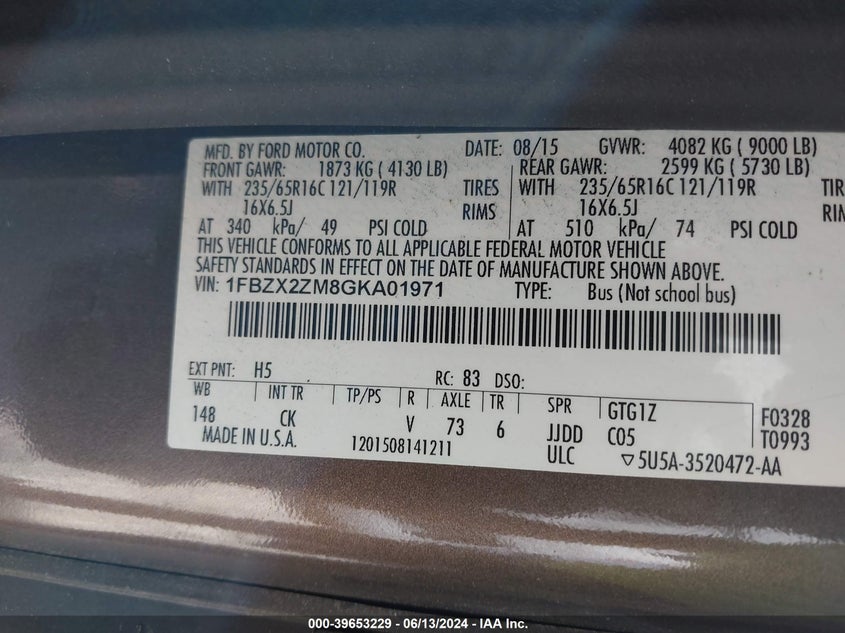 MFD. BY FORD MOTOR CO. DATE: 08/15 GVWR: 4082 KG ( 9000 LB)
FRONT GAWR: 1873 KG ( 4130 LB) REAR GAWR: 2599 KG ( 5730 LB)
WITH 235/65R16C 121/119R TIRES WITH 235/65R16C 121/119R TIRE
16X6.5J RIMS 16X6.5J RIM
AT 340 kPa/ 49 PSI COLD AT 510 kPa/ 74 PSI COLD
THIS VEHICLE CONFORMS TO ALL APPLICABLE FEDERAL MOTOR VEHICLE
SAFETY STANDARDS IN EFFECT ON THE DATE OF MANUFACTURE SHOWN ABOVE.
VIN: 1FBZX2ZM8GKA01971 TYPE: Bus (Not school bus)
EXT PNT: H5 RC: 83 DSO:
WB INT TR TP/PS R AXLE TR SPR GTG1Z F0328
148 CK V 73 6 JJDD C05 T0993
MADE IN U.S.A. 1201508141211 ULC ▽5U5A-3520472-AA
000-39653229 - 06/13/2024 - IAA Inc.